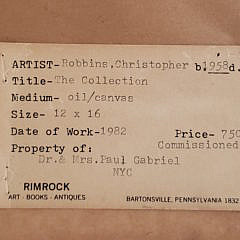 ARTIST- Robbins,Christopher b.1958d.
Title- The Collection
Medium- oil/canvas
Size- 12 x 16
Date of Work- 1982 Price- 750
Commissioned
Property of:
Dr.& Mrs.Paul Gabriel
NYC
RIMROCK
ART · BOOKS · ANTIQUES BARTONSVILLE, PENNSYLVANIA 1832